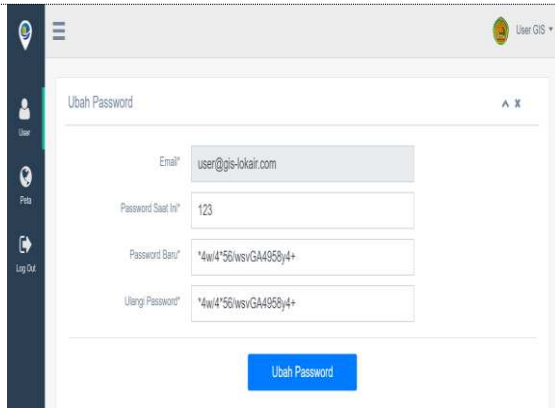 User GIS
User
Peta
Log Out
Ubah Password
Email*
user@gis-lokair.com
Password Saat Ini*
123
Password Baru*
*4w/4*56/wsvGA4958y4+
Ulangi Password*
*4w/4*56/wsvGA4958y4+
Ubah Password